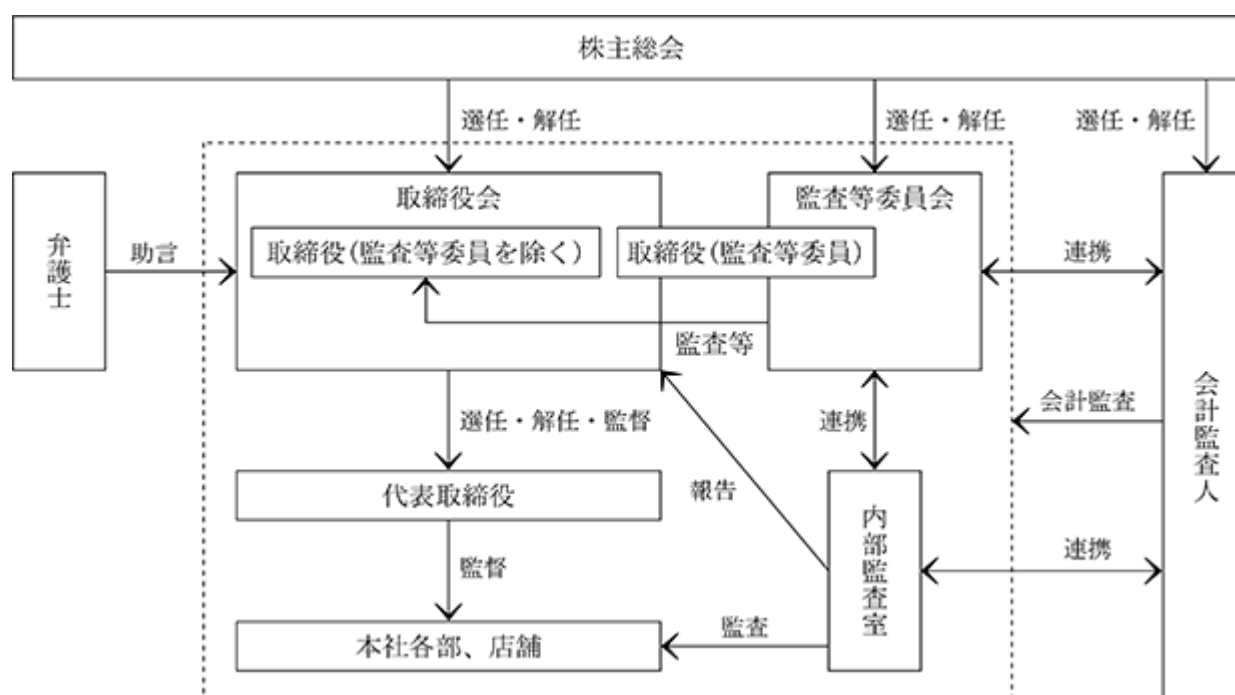 株主総会
選任・解任
選任・解任
選任・解任
弁護士
助言
取締役会
取締役(監査等委員を除く)
監査等委員会
取締役(監査等委員)
監査等
連携
会計監査人
選任・解任・監督
連携
会計監査
代表取締役
報告
内部監査室
連携
監督
本社各部、店舗
監査